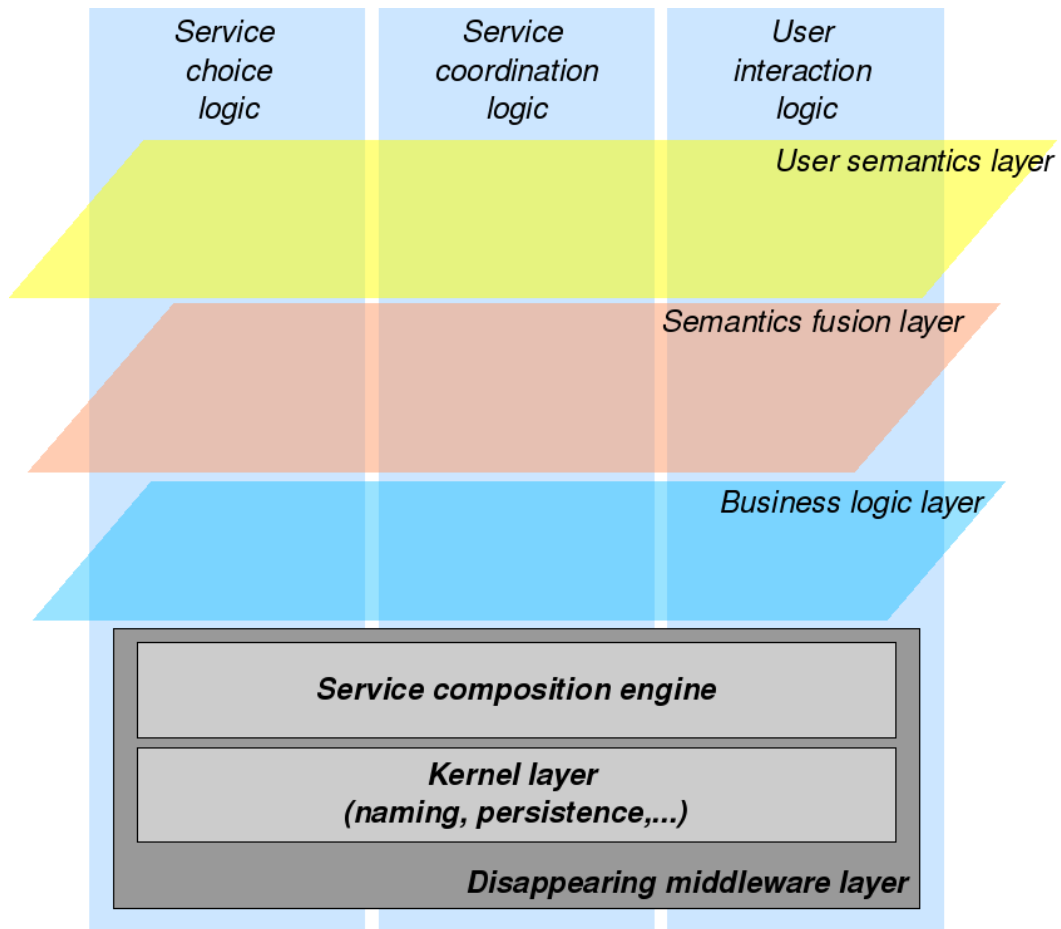 Service
choice
logic
Service
coordination
logic
User
interaction
logic
User semantics layer
Semantics fusion layer
Business logic layer
Service composition engine
Kernel layer
(naming, persistence,...)
Disappearing middleware layer